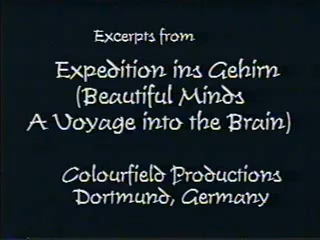 Excerpts from
Expedition ins Gehirn
(Beautiful Minds
A Voyage into the Brain)
Colourfield Productions
Dortmund, Germany